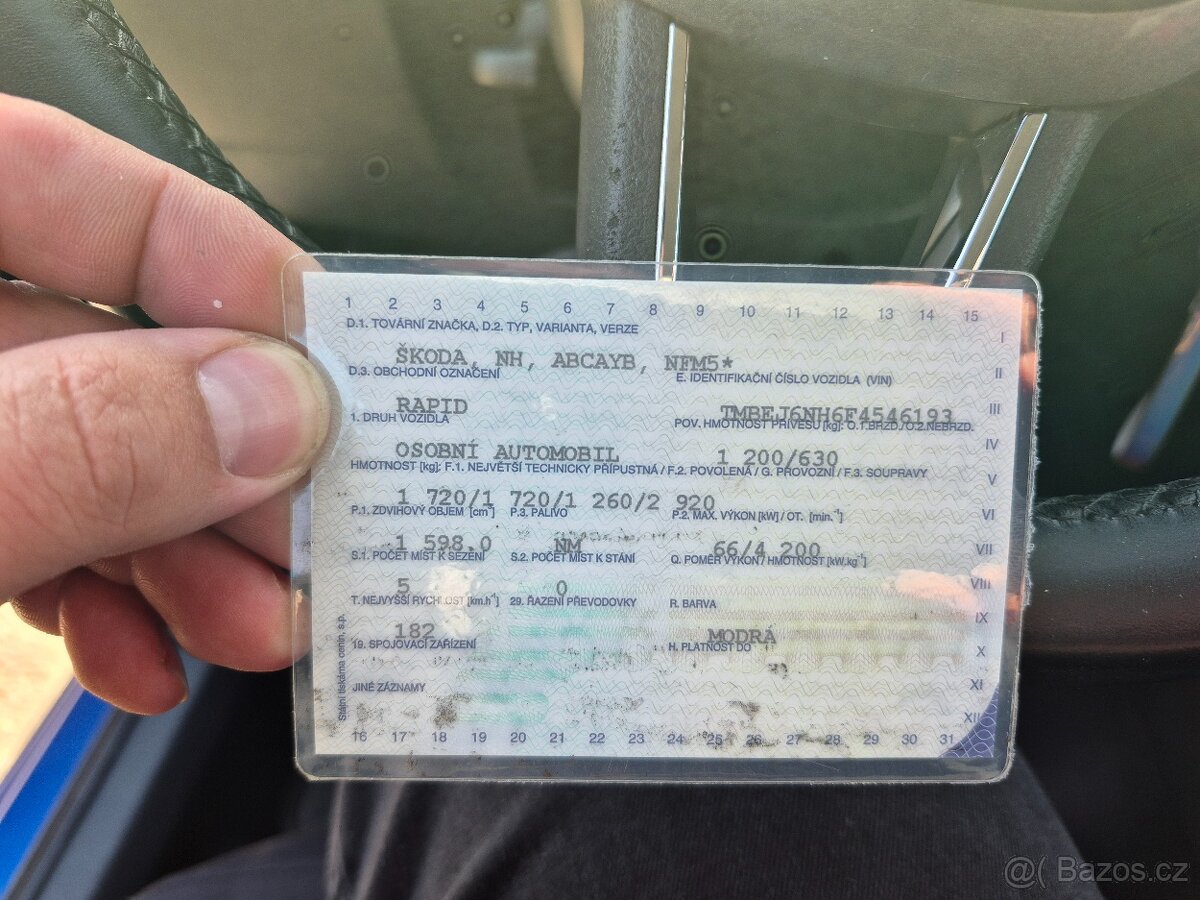 1 2 3 4 5 6 7 8 9 10 11 12 13 14 15
D.1. TOVÁRNÍ ZNAČKA, D.2. TYP, VARIANTA, VERZE
I
ŠKODA, NH, ABCAYB, NFM5*
D.3. OBCHODNÍ OZNAČENÍ E. IDENTIFIKAČNÍ ČÍSLO VOZIDLA (VIN)
II
RAPID TMBEJ6NH6F4546193
III
1. DRUH VOZIDLA POV. HMOTNOST PŘÍVĚSU [kg]: O.1.BRZD./O.2.NEBRZD.
IV
OSOBNÍ AUTOMOBIL 1 200/630
HMOTNOST [kg]: F.1. NEJVĚTŠÍ TECHNICKY PŘÍPUSTNÁ / F.2. POVOLENÁ / G. PROVOZNÍ / F.3. SOUPRAVY
V
1 720/1 720/1 260/2 920
P.1. ZDVIHOVÝ OBJEM [cm³] P.3. PALIVO P.2. MAX. VÝKON [kW] / OT. [min.⁻¹]
VI
1 598.0 NM 66/4 200
VII
S.1. POČET MÍST K SEZENÍ S.2. POČET MÍST K STÁNÍ Q. POMĚR VÝKON / HMOTNOST [kW.kg⁻¹]
5 0
VIII
T. NEJVYŠŠÍ RYCHLOST [km.h⁻¹] 29. ŘAZENÍ PŘEVODOVKY R. BARVA
IX
182 MODRÁ
19. SPOJOVACÍ ZAŘÍZENÍ H. PLATNOST DO
X
JINÉ ZÁZNAMY
XI
XII
16 17 18 19 20 21 22 23 24 25 26 27 28 29 30 31
Státní tiskárna cenin, s.p.
@( Bazos.cz